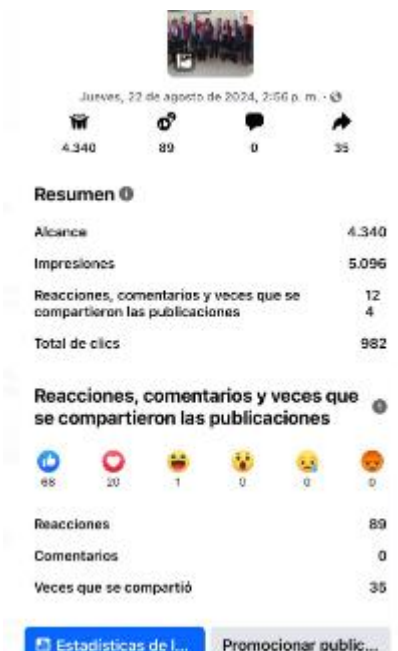 Jueves, 22 de agosto de 2024, 2:56 p. m. ·
4.340 89 0 35
Resumen
Alcance 4.340
Impresiones 5.096
Reacciones, comentarios y veces que se 12
compartieron las publicaciones 4
Total de clics 982
Reacciones, comentarios y veces que
se compartieron las publicaciones
68 20 1 0 0 0
Reacciones 89
Comentarios 0
Veces que se compartió 35
Estadísticas de l... Promocionar public...